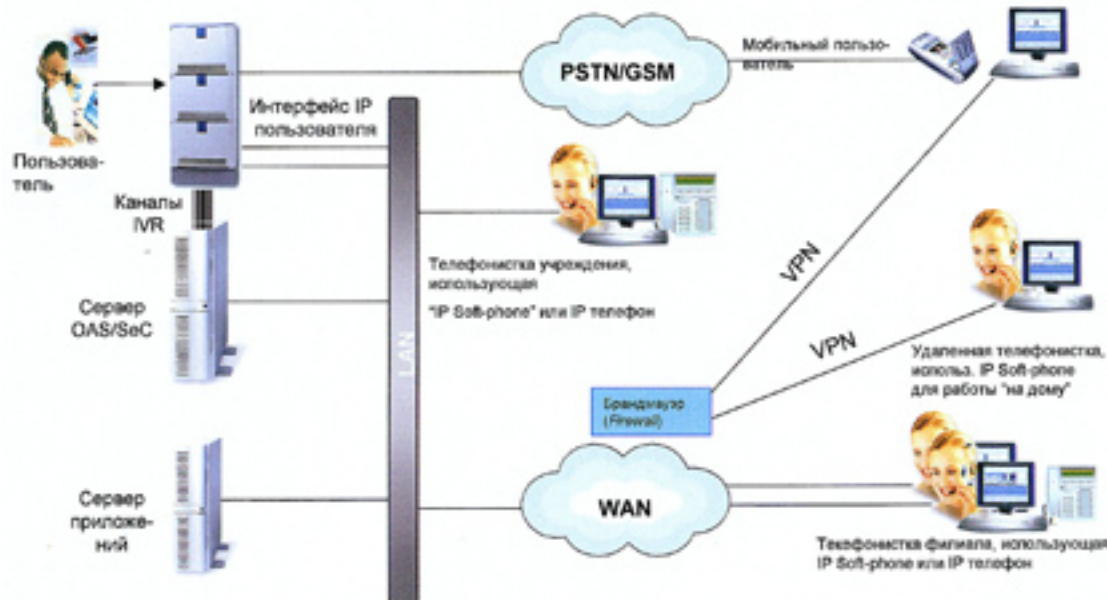 PSTN/GSM
Мобильный пользо-
ватель
Интерфейс IP
пользователя
Пользова-
тель
Каналы
IVR
Телефонистка учреждения,
использующая
"IP Soft-phone" или IP телефон
Сервер
OAS/SeC
LAN
VPN
VPN
Удаленная телефонистка,
использ. IP Soft-phone
для работы "на дому"
Брандмауэр
(Firewall)
Сервер
приложе-
ний
WAN
Текефонистка филиала, использующая
IP Soft-phone или IP телефон